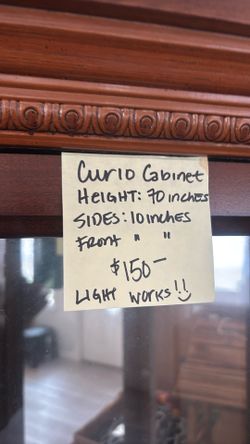 Curio Cabinet
HEIGHT: 70 inches
SIDES: 10 inches
FRONT " "
$150—
LIGHT WORKS!!